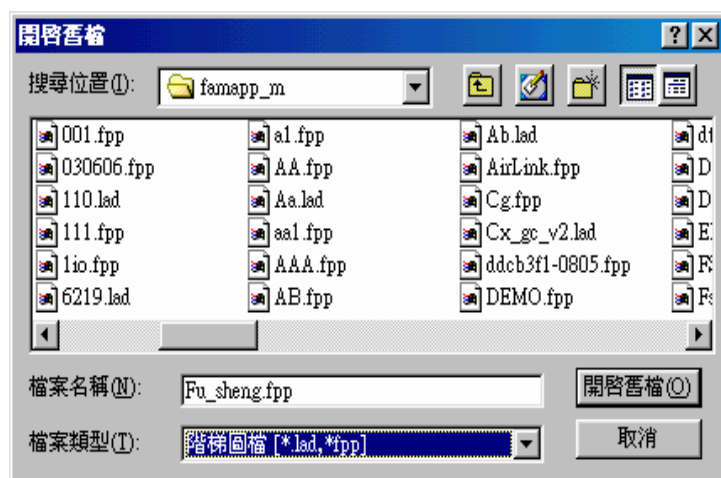 開啓舊檔
搜尋位置(I): famapp_m
001.fpp a1.fpp Ab.lad
030606.fpp AA.fpp AirLink.fpp
110.lad Aa.lad Cg.fpp
111.fpp aa1.fpp Cx_gc_v2.lad
1io.fpp AAA.fpp ddcb3f1-0805.fpp
6219.lad AB.fpp DEMO.fpp
檔案名稱(N): Fu_sheng.fpp 開啓舊檔(O)
檔案類型(T): 階梯圖檔 [*.lad,*fpp] 取消